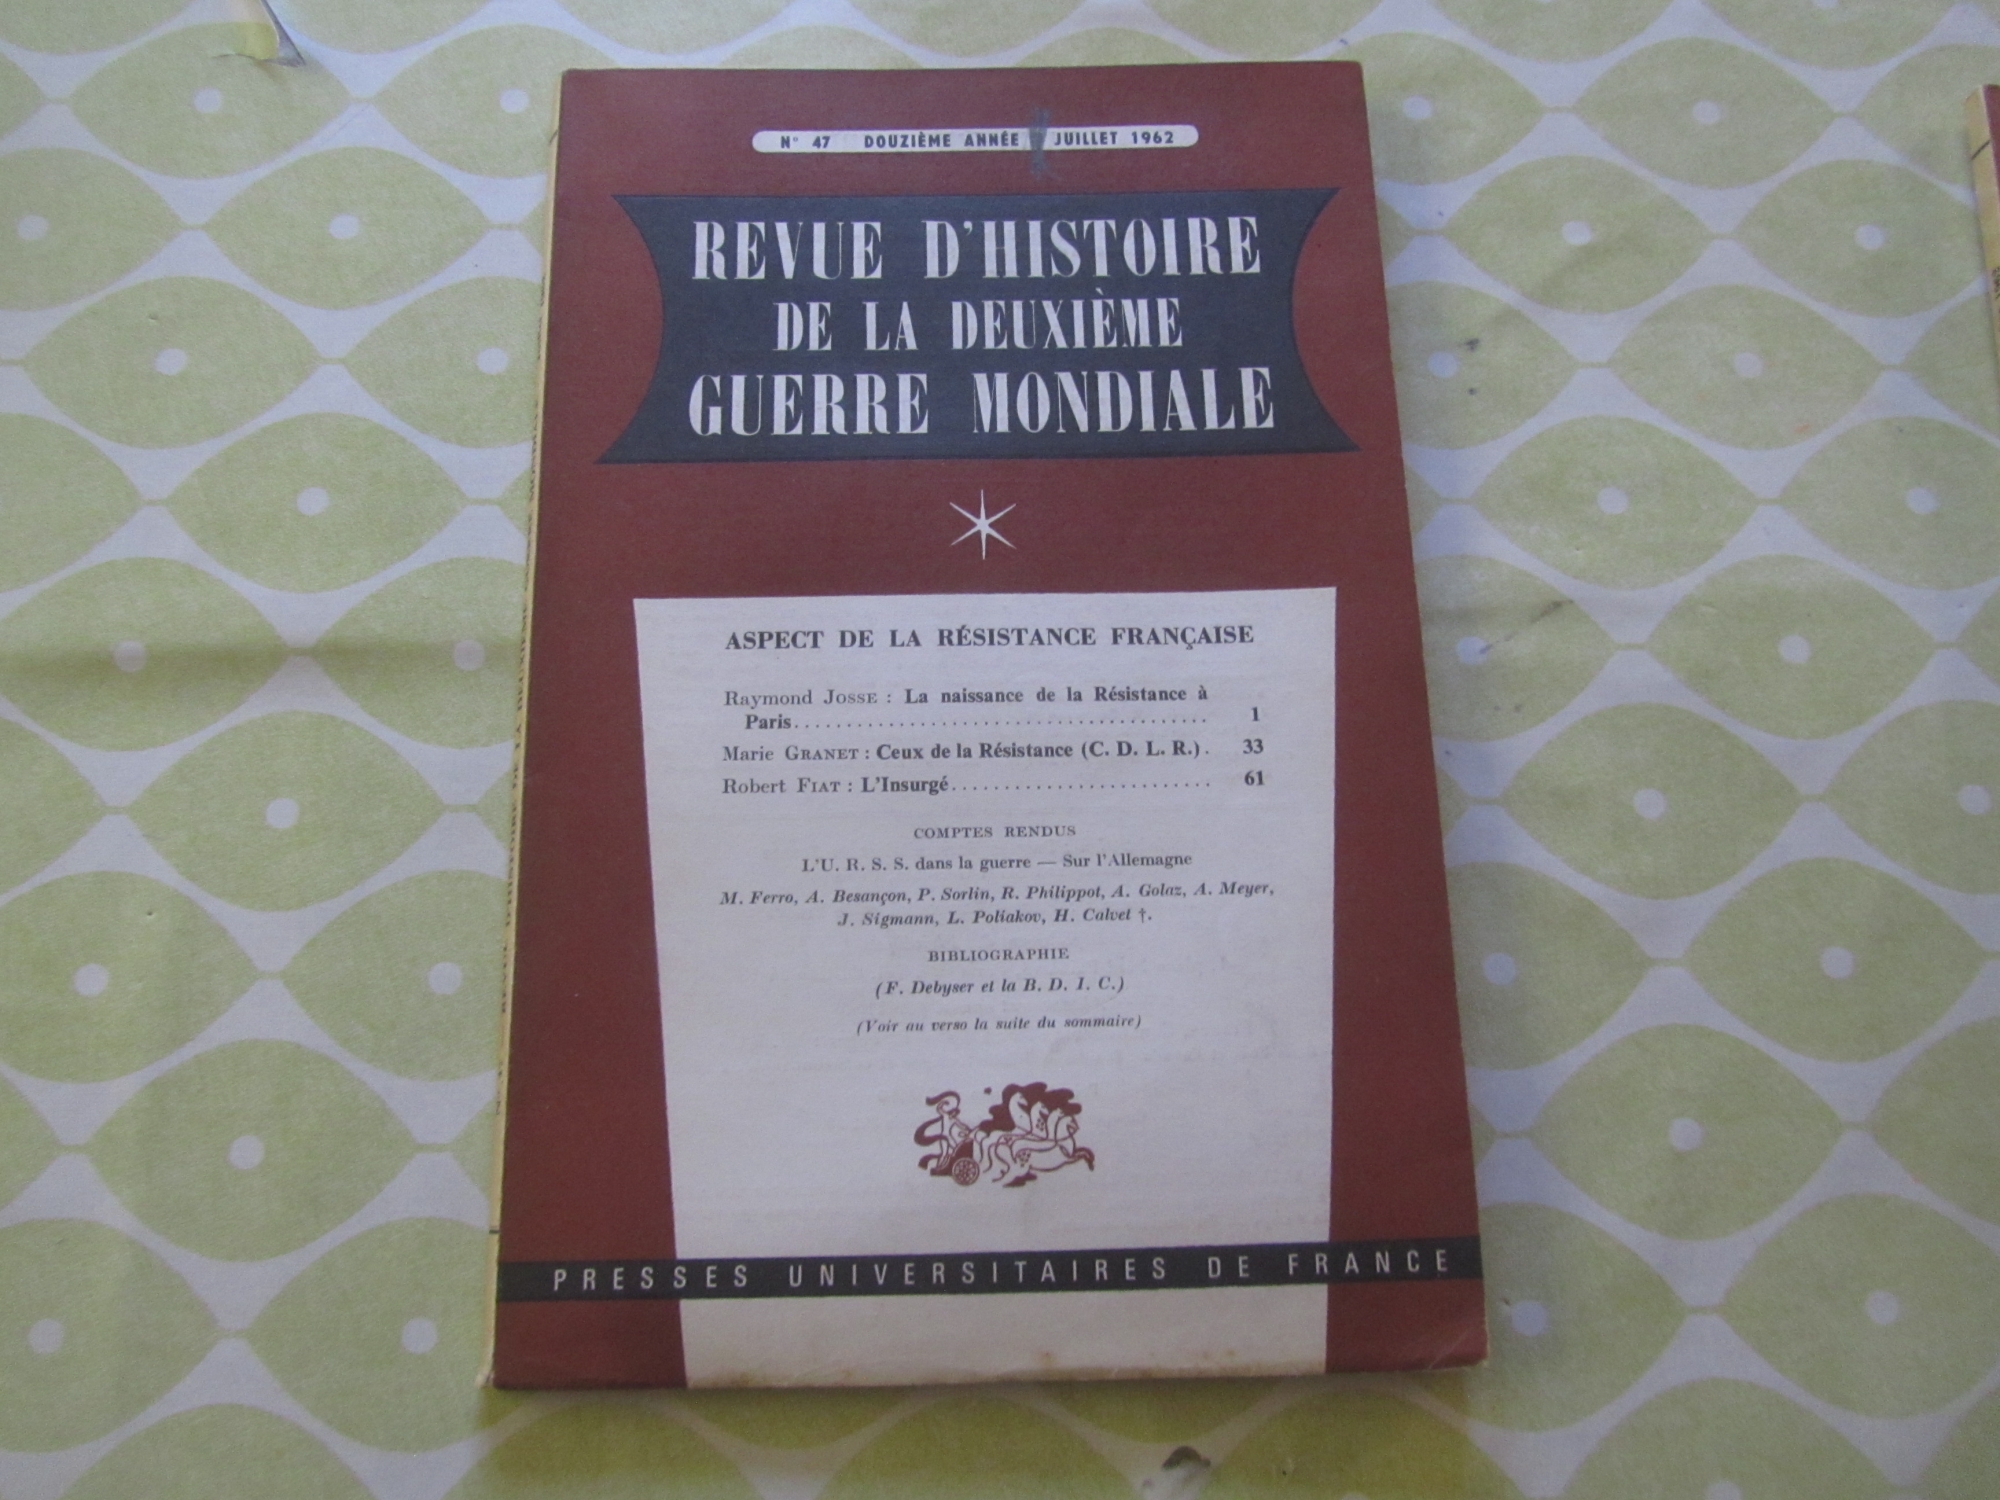 N° 47 DOUZIÈME ANNÉE JUILLET 1962
REVUE D'HISTOIRE
DE LA DEUXIÈME
GUERRE MONDIALE
ASPECT DE LA RÉSISTANCE FRANÇAISE
Raymond JOSSE : La naissance de la Résistance à
Paris........................................ 1
Marie GRANET : Ceux de la Résistance (C. D. L. R.). 33
Robert FIAT : L'Insurgé......................... 61
COMPTES RENDUS
L'U. R. S. S. dans la guerre — Sur l'Allemagne
M. Ferro, A. Besançon, P. Sorlin, R. Philippot, A. Golaz, A. Meyer,
J. Sigmann, L. Poliakov, H. Calvet †.
BIBLIOGRAPHIE
(F. Debyser et la B. D. I. C.)
(Voir au verso la suite du sommaire)
PRESSES UNIVERSITAIRES DE FRANCE